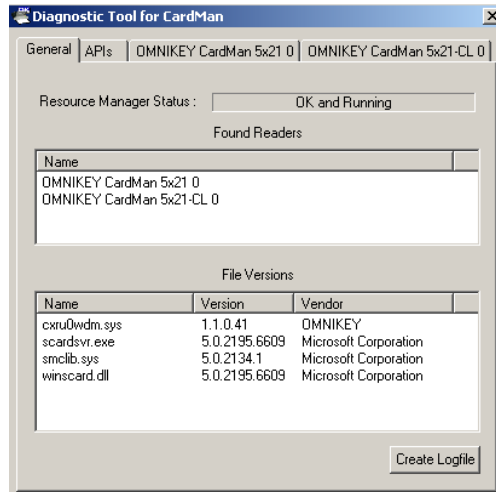 Diagnostic Tool for CardMan
General APIs OMNIKEY CardMan 5x21 0 OMNIKEY CardMan 5x21-CL 0
Resource Manager Status : OK and Running
Found Readers
Name
OMNIKEY CardMan 5x21 0
OMNIKEY CardMan 5x21-CL 0
File Versions
Name Version Vendor
cxru0wdm.sys 1.1.0.41 OMNIKEY
scardsvr.exe 5.0.2195.6609 Microsoft Corporation
smclib.sys 5.0.2134.1 Microsoft Corporation
winscard.dll 5.0.2195.6609 Microsoft Corporation
Create Logfile